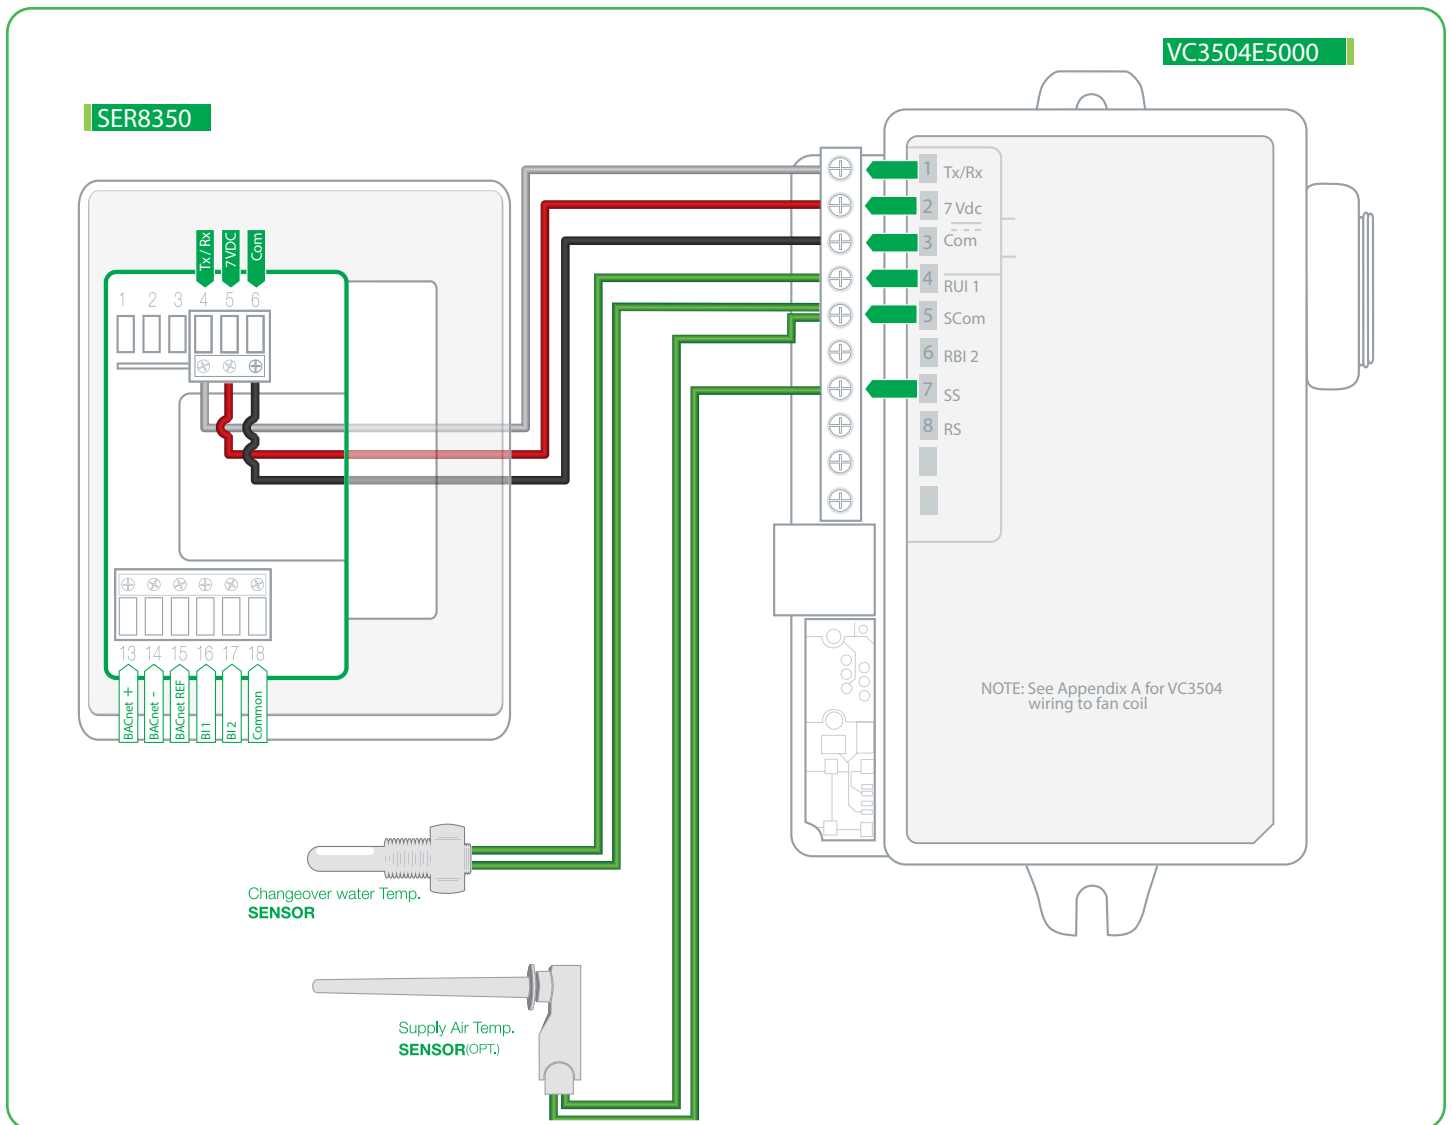 VC3504E5000
SER8350
Tx / Rx
7 VDC
Com
1 2 3 4 5 6
1 Tx/Rx
2 7 Vdc
3 Com
4 RUI 1
5 SCom
6 RBI 2
7 SS
8 RS
13 14 15 16 17 18
BACnet +
BACnet -
BACnet REF
BI 1
BI 2
Common
NOTE: See Appendix A for VC3504
wiring to fan coil
Changeover water Temp.
SENSOR
Supply Air Temp.
SENSOR(OPT.)